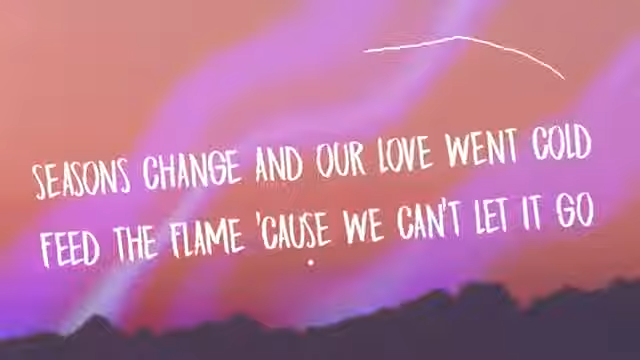 SEASONS CHANGE AND OUR LOVE WENT COLD
FEED THE FLAME 'CAUSE WE CAN'T LET IT GO